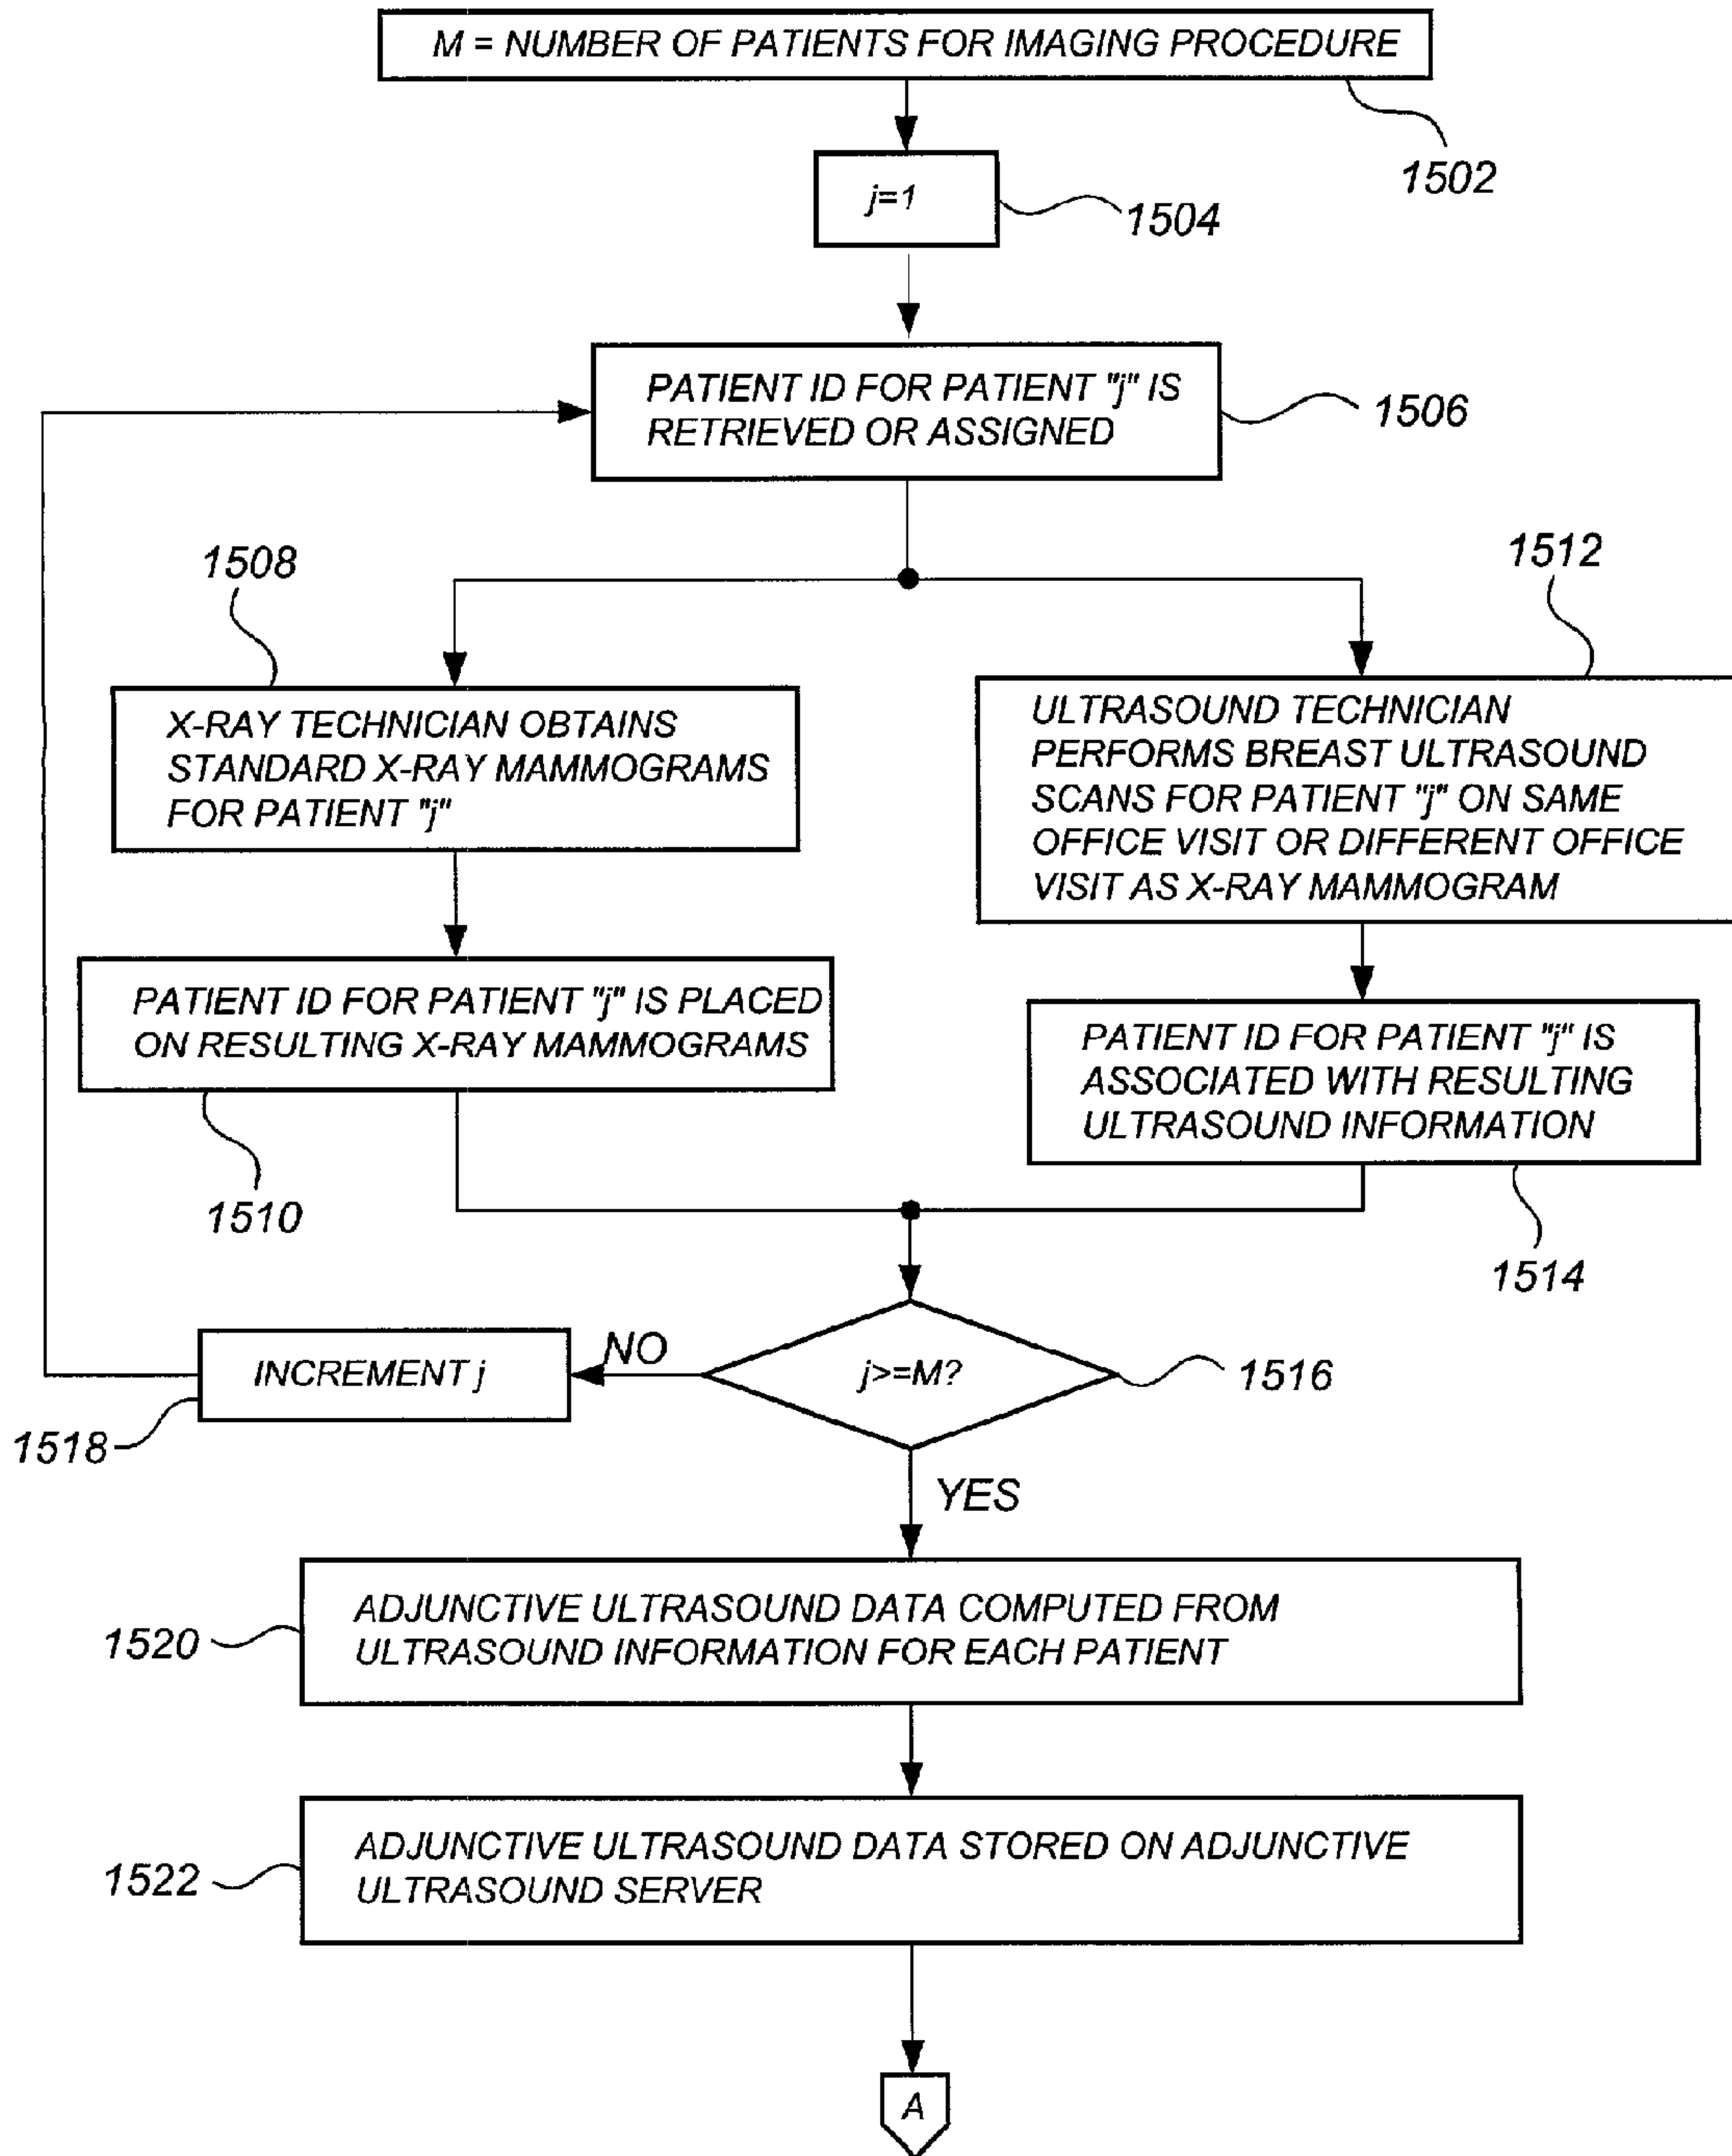 M = NUMBER OF PATIENTS FOR IMAGING PROCEDURE
1502
j=1
1504
PATIENT ID FOR PATIENT "j" IS
RETRIEVED OR ASSIGNED
1506
1508
X-RAY TECHNICIAN OBTAINS
STANDARD X-RAY MAMMOGRAMS
FOR PATIENT "j"
1512
ULTRASOUND TECHNICIAN
PERFORMS BREAST ULTRASOUND
SCANS FOR PATIENT "j" ON SAME
OFFICE VISIT OR DIFFERENT OFFICE
VISIT AS X-RAY MAMMOGRAM
PATIENT ID FOR PATIENT "j" IS PLACED
ON RESULTING X-RAY MAMMOGRAMS
1510
PATIENT ID FOR PATIENT "j" IS
ASSOCIATED WITH RESULTING
ULTRASOUND INFORMATION
1514
INCREMENT j
1518
NO
j>=M?
1516
YES
ADJUNCTIVE ULTRASOUND DATA COMPUTED FROM
ULTRASOUND INFORMATION FOR EACH PATIENT
1520
ADJUNCTIVE ULTRASOUND DATA STORED ON ADJUNCTIVE
ULTRASOUND SERVER
1522
A